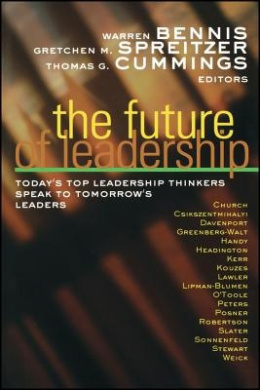 WARREN BENNIS
GRETCHEN M. SPREITZER
THOMAS G. CUMMINGS
EDITORS
the future
of leadership
TODAY'S TOP LEADERSHIP THINKERS
SPEAK TO TOMORROW'S
LEADERS
CHURCH
CSIKSZENTMIHALYI
DAVENPORT
GREENBERG-WALT
HANDY
HEADINGTON
KERR
KOUZES
LAWLER
LIPMAN-BLUMEN
O'TOOLE
PETERS
POSNER
ROBERTSON
SLATER
SONNENFELD
STEWART
WEICK